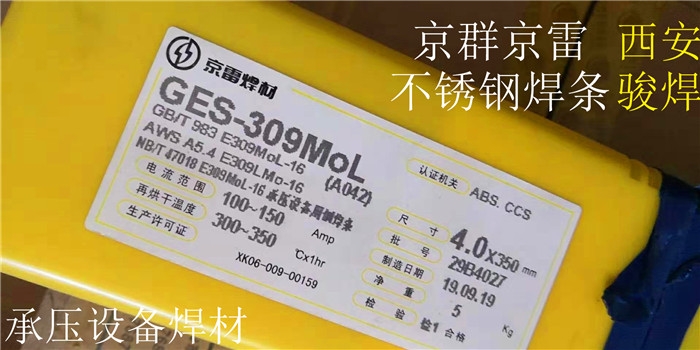 京群京雷 西安
不锈钢焊条 骏焊
京雷焊材
GES-309MoL
GB/T 983 E309MoL-16
AWS A5.4 E309LMo-16 (A042)
NB/T 47018 E309MoL-16 承压设备用钢焊条
电流范围 100~150 Amp
再烘干温度 300~350 ℃x1hr
生产许可证 XK06-009-00159
认证机关 ABS. CCS
尺寸 4.0X350mm
批号 29B4027
制造日期 19.09.19
净重 5 Kg
检验 检1 合格
承压设备焊材